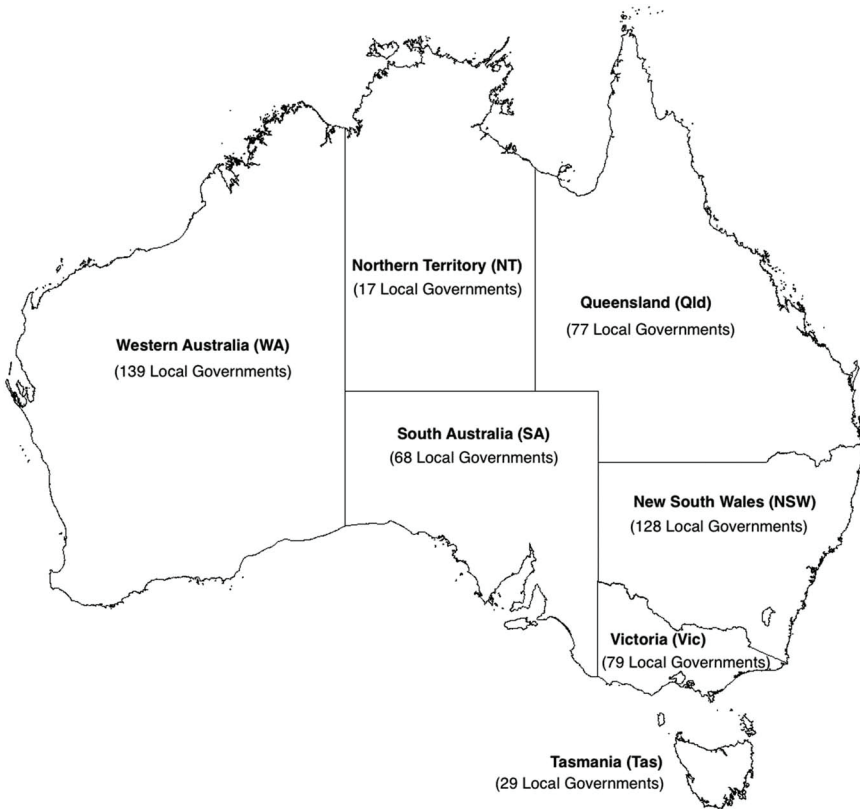 Northern Territory (NT)
(17 Local Governments)
Queensland (Qld)
(77 Local Governments)
Western Australia (WA)
(139 Local Governments)
South Australia (SA)
(68 Local Governments)
New South Wales (NSW)
(128 Local Governments)
Victoria (Vic)
(79 Local Governments)
Tasmania (Tas)
(29 Local Governments)